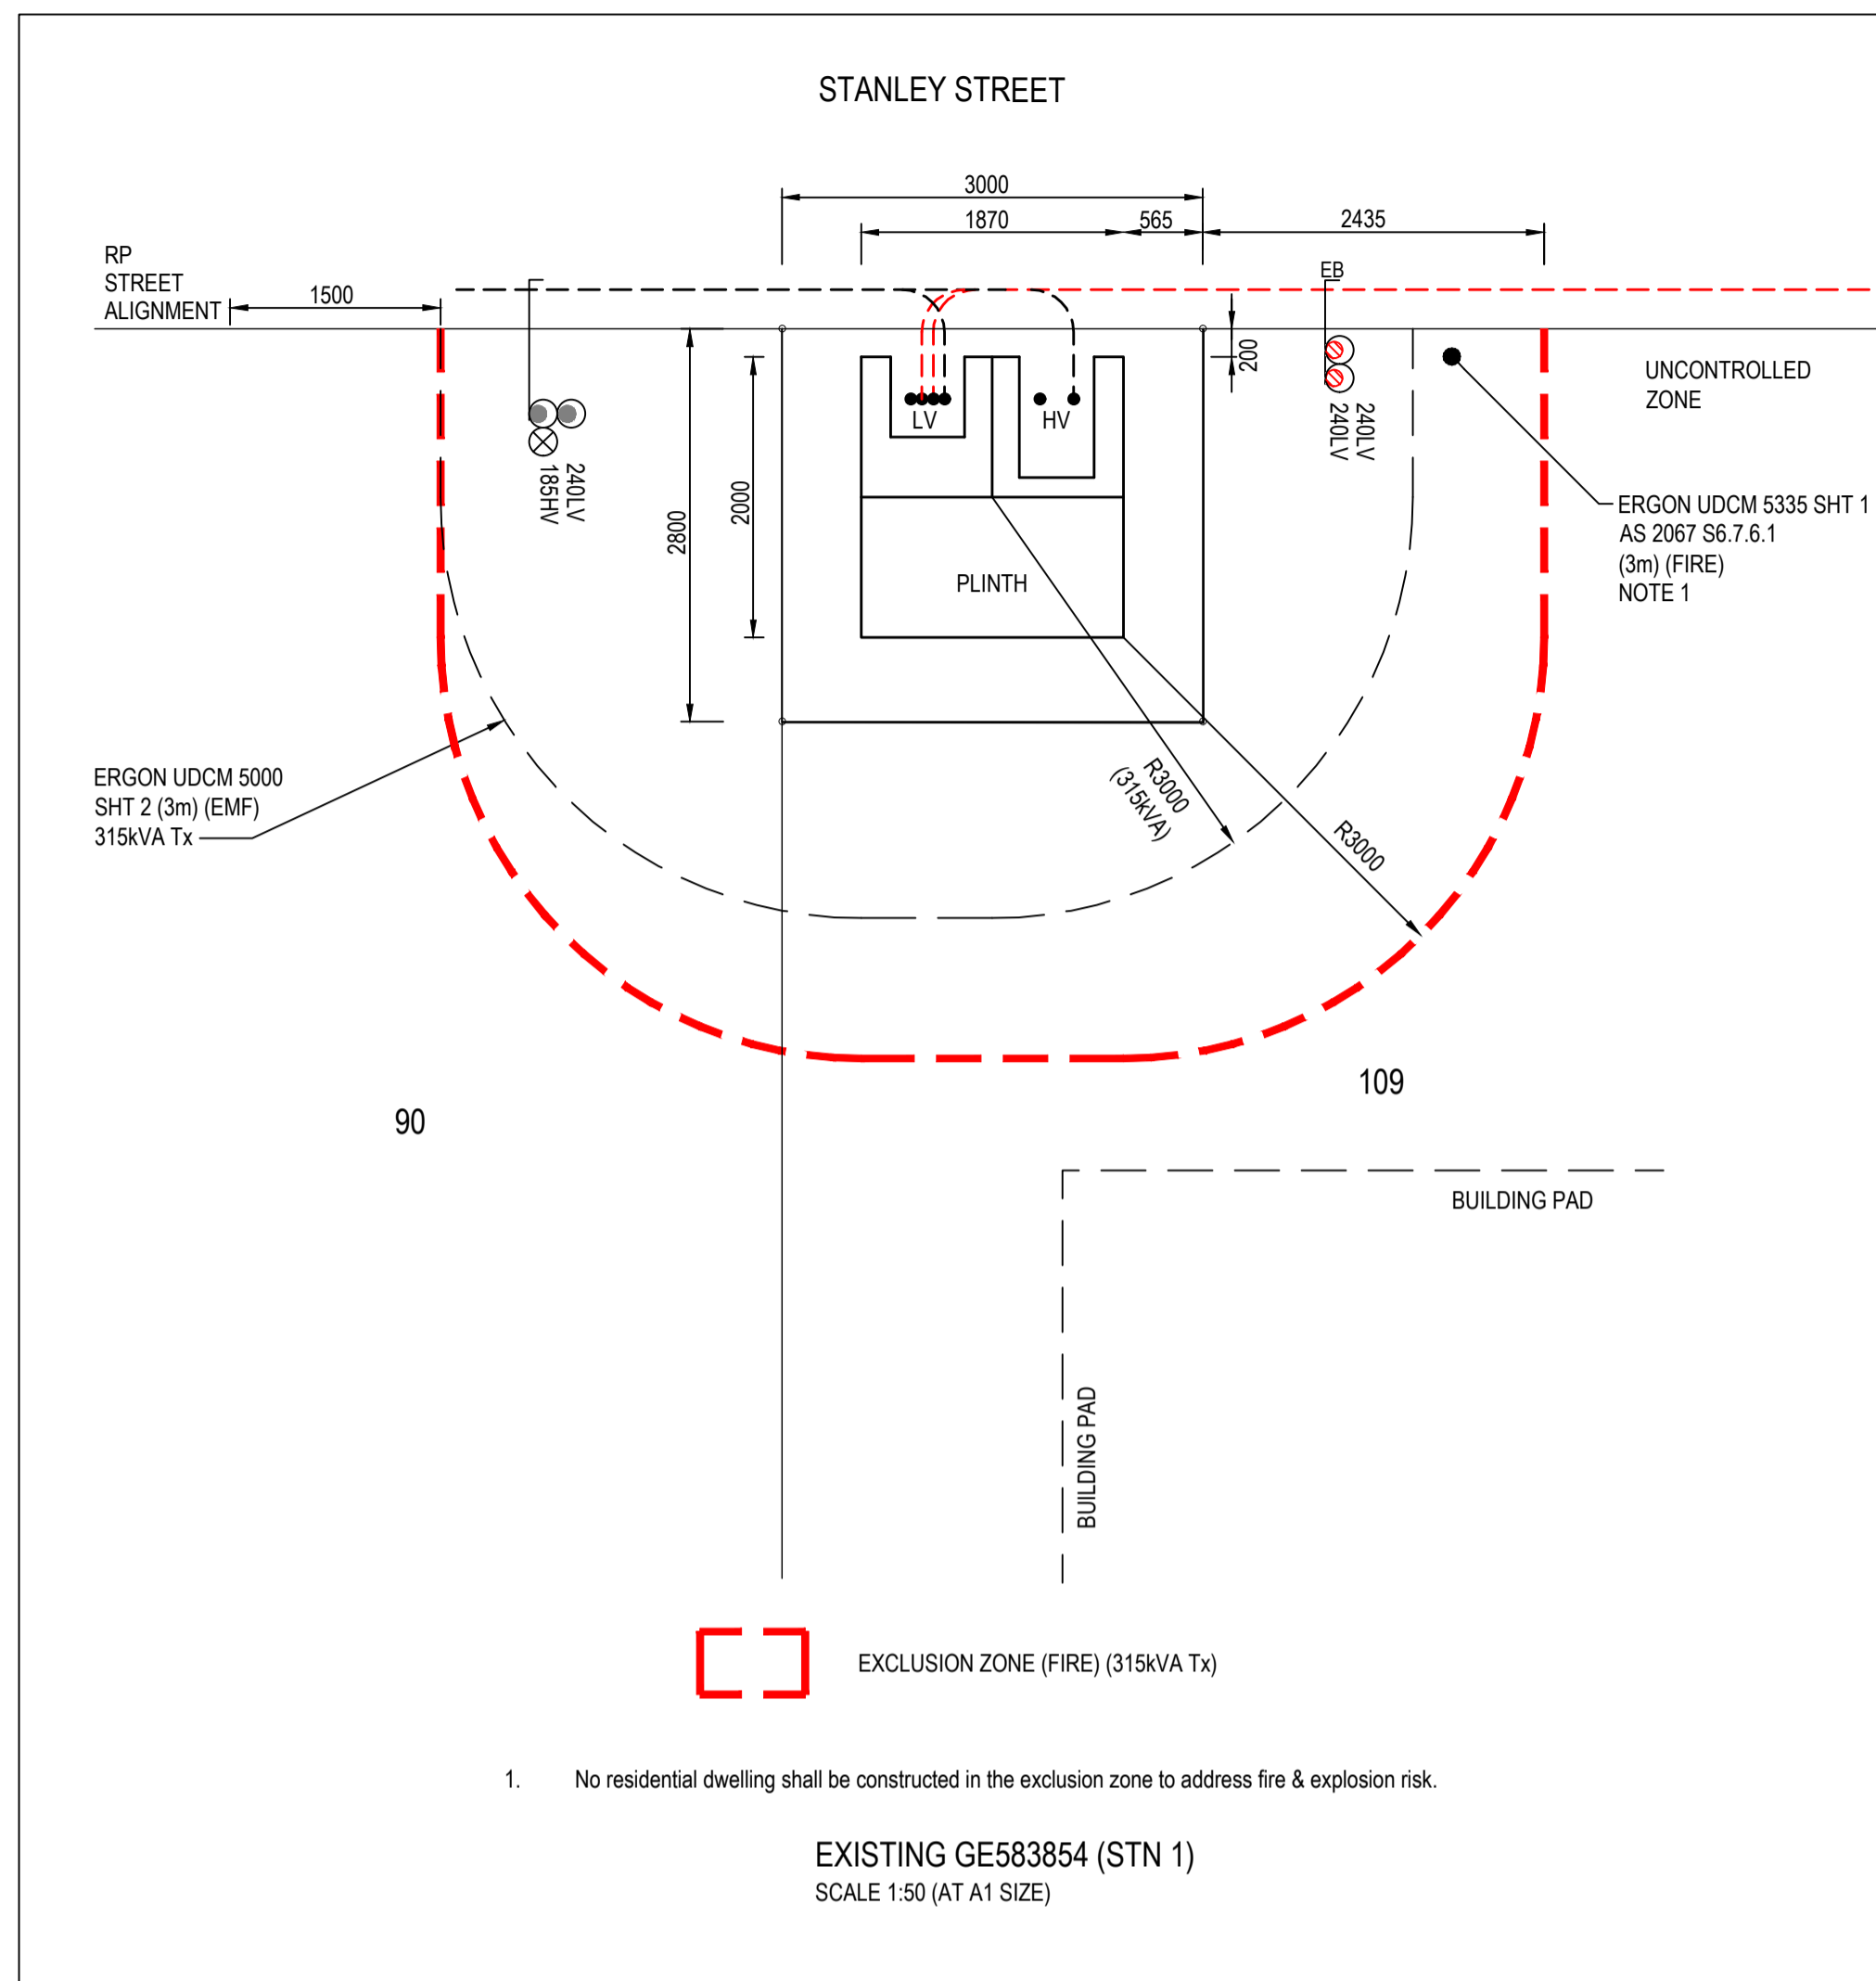 STANLEY STREET
3000
1870
565
2435
RP
STREET
ALIGNMENT
1500
EB
200
UNCONTROLLED
ZONE
LV
HV
240LV
240LV
240LV
185HV
2800
2000
PLINTH
ERGON UDCM 5335 SHT 1
AS 2067 S6.7.6.1
(3m) (FIRE)
NOTE 1
ERGON UDCM 5000
SHT 2 (3m) (EMF)
315kVA Tx
R3000
(315kVA)
R3000
90
109
BUILDING PAD
BUILDING PAD
EXCLUSION ZONE (FIRE) (315kVA Tx)
1. No residential dwelling shall be constructed in the exclusion zone to address fire & explosion risk.
EXISTING GE583854 (STN 1)
SCALE 1:50 (AT A1 SIZE)